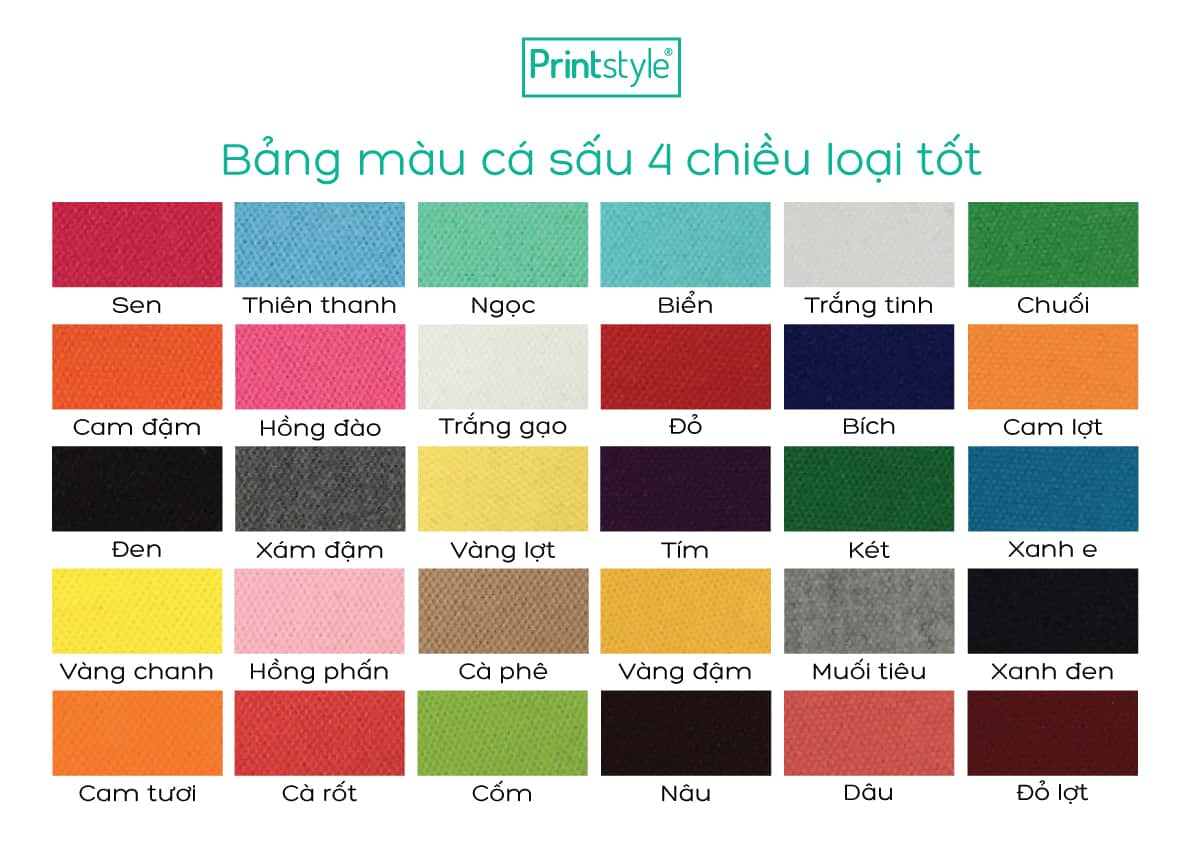 Printstyle®
Bảng màu cá sấu 4 chiều loại tốt
Sen Thiên thanh Ngọc Biển Trắng tinh Chuối
Cam đậm Hồng đào Trắng gạo Đỏ Bích Cam lợt
Đen Xám đậm Vàng lợt Tím Két Xanh e
Vàng chanh Hồng phấn Cà phê Vàng đậm Muối tiêu Xanh đen
Cam tươi Cà rốt Cốm Nâu Dâu Đỏ lợt